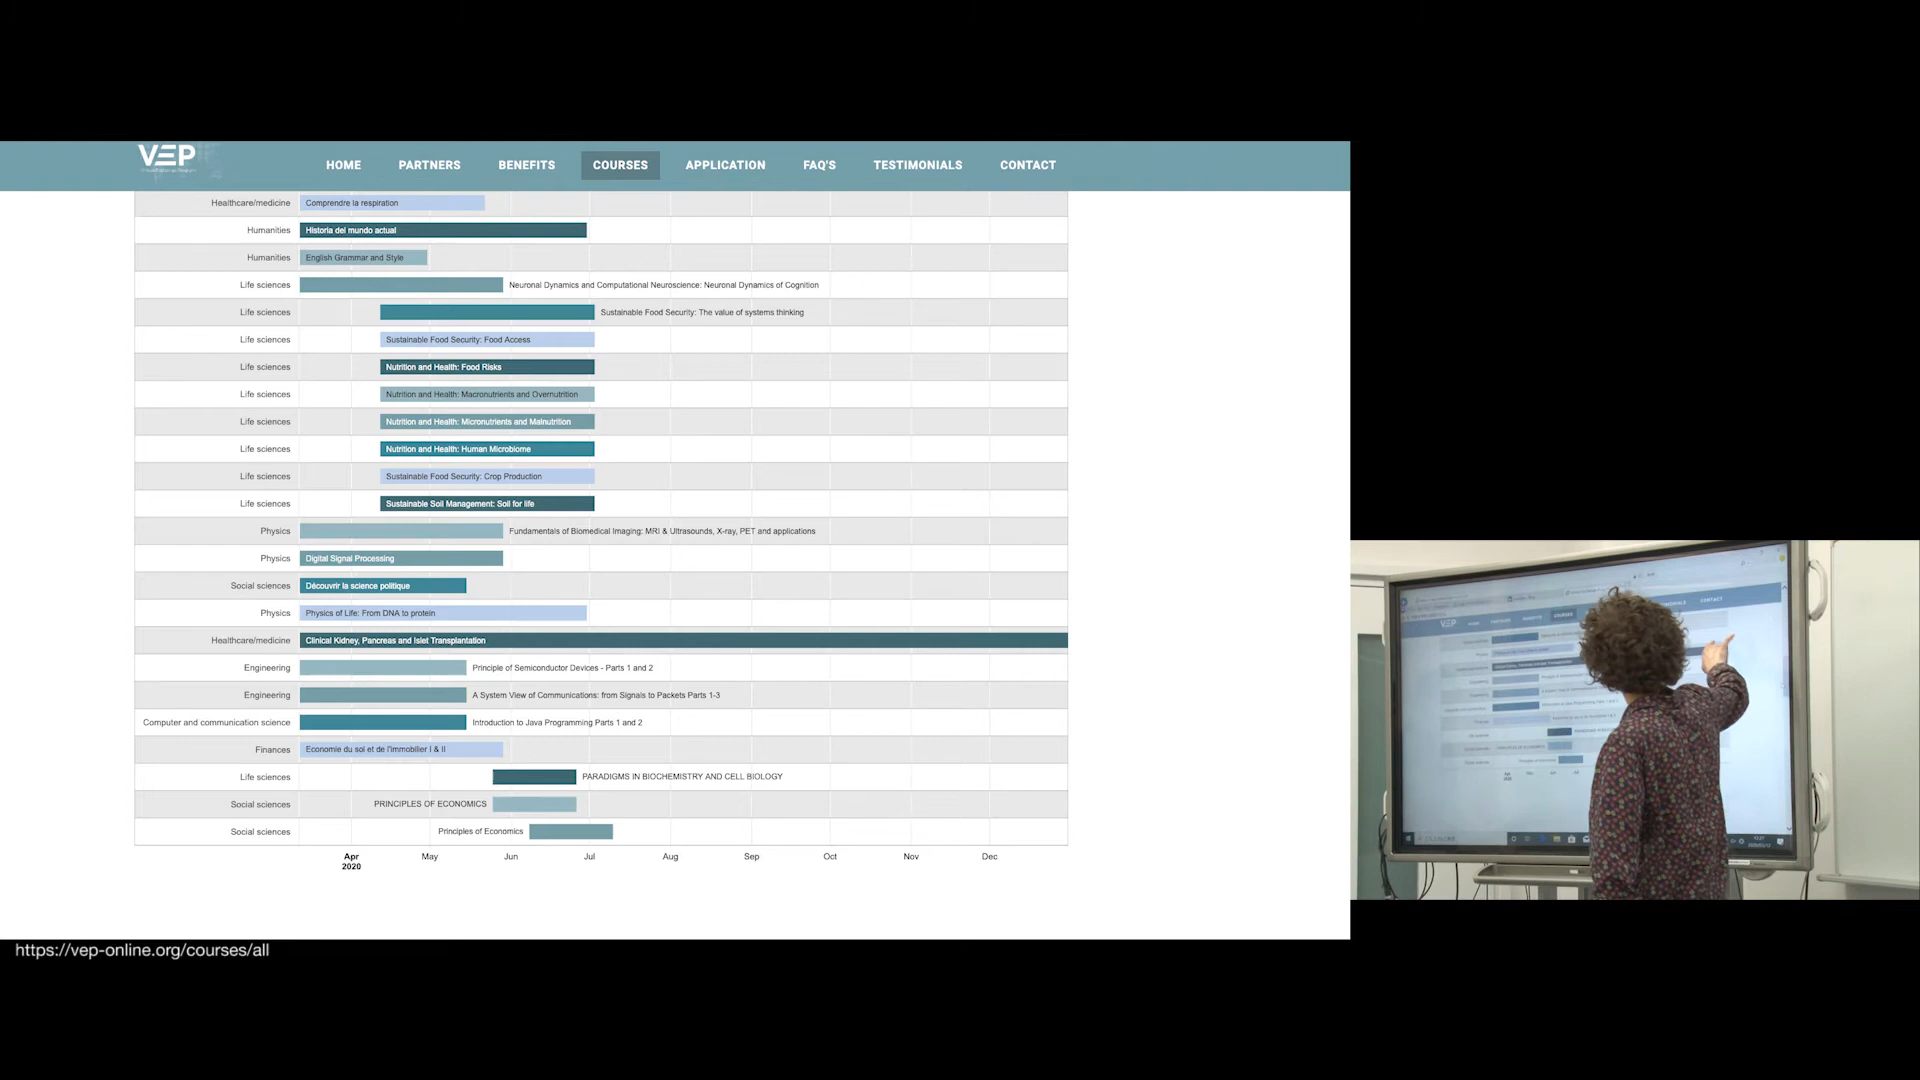 VEP
HOME PARTNERS BENEFITS COURSES APPLICATION FAQ'S TESTIMONIALS CONTACT
Healthcare/medicine Comprendre la respiration
Humanities Historia del mundo actual
Humanities English Grammar and Style
Life sciences Neuronal Dynamics and Computational Neuroscience: Neuronal Dynamics of Cognition
Life sciences Sustainable Food Security: The value of systems thinking
Life sciences Sustainable Food Security: Food Access
Life sciences Nutrition and Health: Food Risks
Life sciences Nutrition and Health: Macronutrients and Overnutrition
Life sciences Nutrition and Health: Micronutrients and Malnutrition
Life sciences Nutrition and Health: Human Microbiome
Life sciences Sustainable Food Security: Crop Production
Life sciences Sustainable Soil Management: Soil for life
Physics Fundamentals of Biomedical Imaging: MRI & Ultrasounds, X-ray, PET and applications
Physics Digital Signal Processing
Social sciences Découvrir la science politique
Physics Physics of Life: From DNA to protein
Healthcare/medicine Clinical Kidney, Pancreas and Islet Transplantation
Engineering Principle of Semiconductor Devices - Parts 1 and 2
Engineering A System View of Communications: from Signals to Packets Parts 1-3
Computer and communication science Introduction to Java Programming Parts 1 and 2
Finances Economie du sol et de l'immobilier I & II
Life sciences PARADIGMS IN BIOCHEMISTRY AND CELL BIOLOGY
Social sciences PRINCIPLES OF ECONOMICS
Social sciences Principles of Economics
Apr May Jun Jul Aug Sep Oct Nov Dec
2020
https://vep-online.org/courses/all
VEP
COURSES
CONTACT